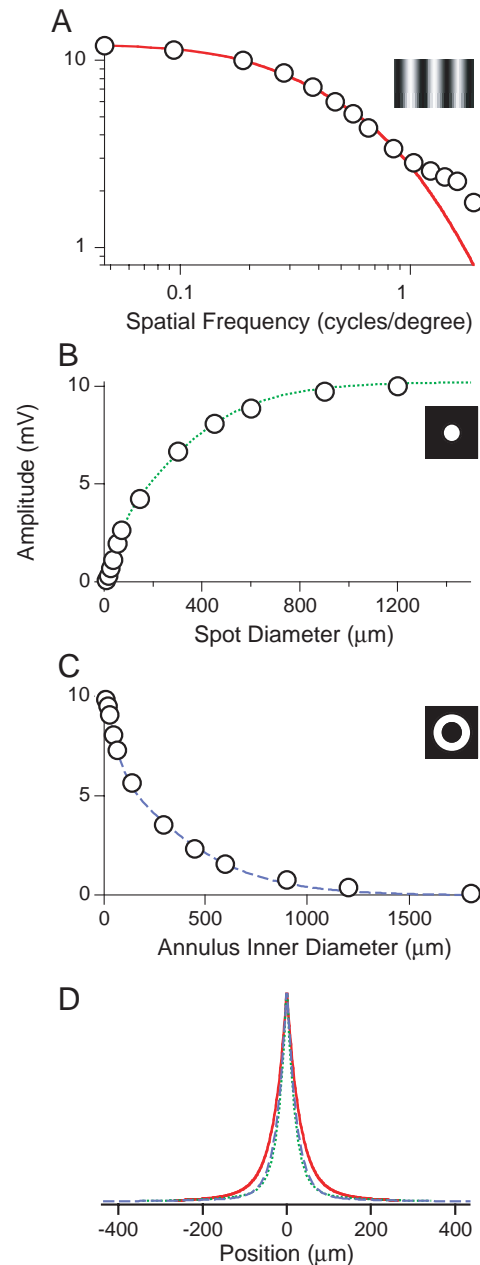 A
10
1
0.1 1
Spatial Frequency (cycles/degree)
B
10
5
0
0 400 800 1200
Spot Diameter (μm)
Amplitude (mV)
C
10
5
0
0 500 1000 1500
Annulus Inner Diameter (μm)
D
-400 -200 0 200 400
Position (μm)